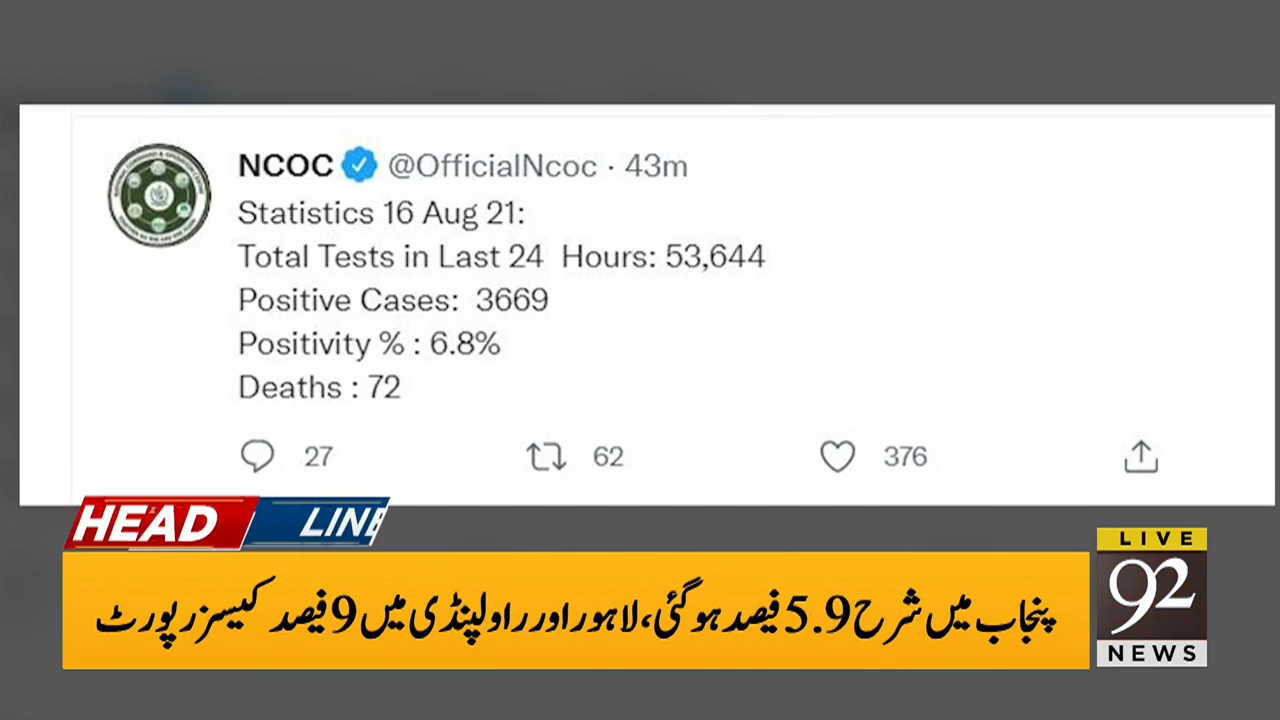 NCOC @OfficialNcoc · 43m
Statistics 16 Aug 21:
Total Tests in Last 24 Hours: 53,644
Positive Cases: 3669
Positivity % : 6.8%
Deaths : 72
27 62 376
HEAD LINE
پنجاب میں شرح 5.9 فیصد ہو گئی، لاہور اور راولپنڈی میں 9 فیصد کیسز رپورٹ
LIVE
92
NEWS